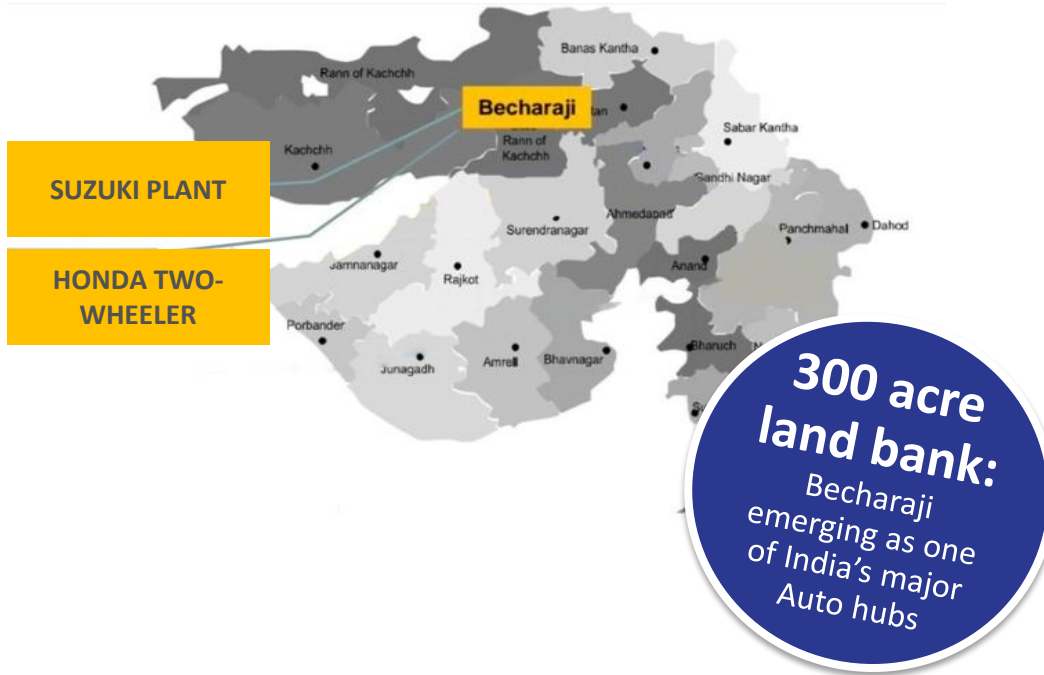 Banas Kantha
Rann of Kachchh
Becharaji
tan
Sabar Kantha
Rann of
Kachchh
Kachchh
Gandhi Nagar
SUZUKI PLANT
Ahmedabad
Surendranagar
Panchmahal
Dahod
Jamnanagar
Rajkot
Anand
HONDA TWO-
WHEELER
Porbander
Junagadh
Amreli
Bhavnagar
Bharuch
300 acre
land bank:
Becharaji
emerging as one
of India's major
Auto hubs